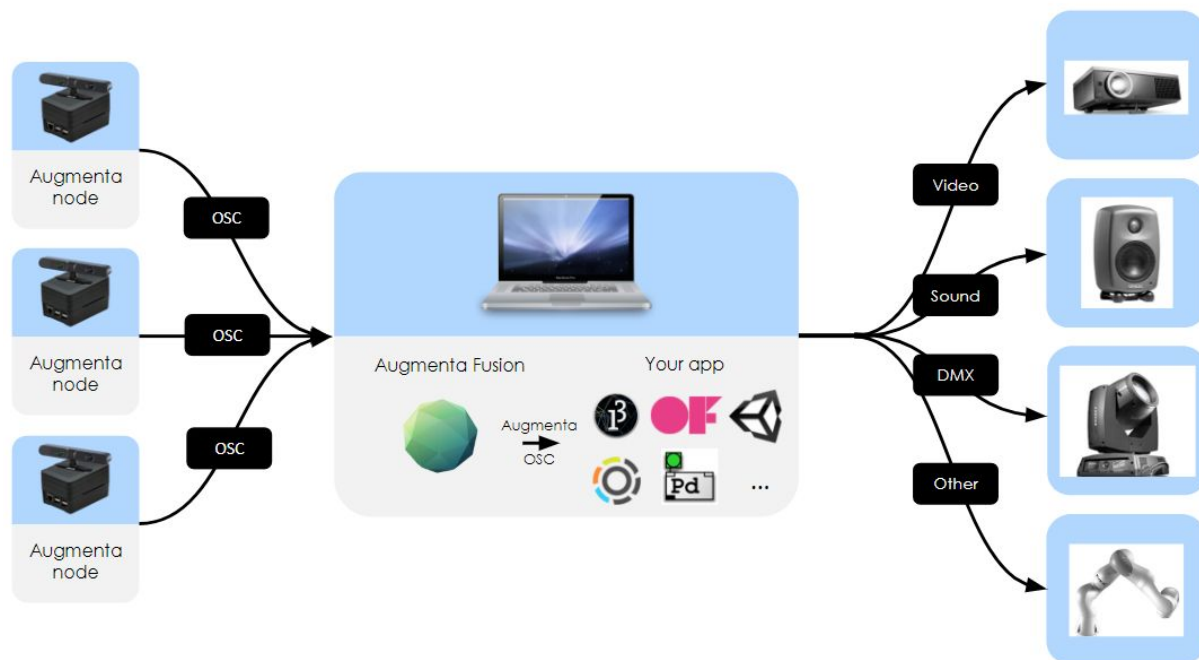 Augmenta
node
OSC
Augmenta
node
OSC
Augmenta
node
OSC
Augmenta Fusion
Your app
Augmenta
OSC
OF
Pd
...
Video
Sound
DMX
Other